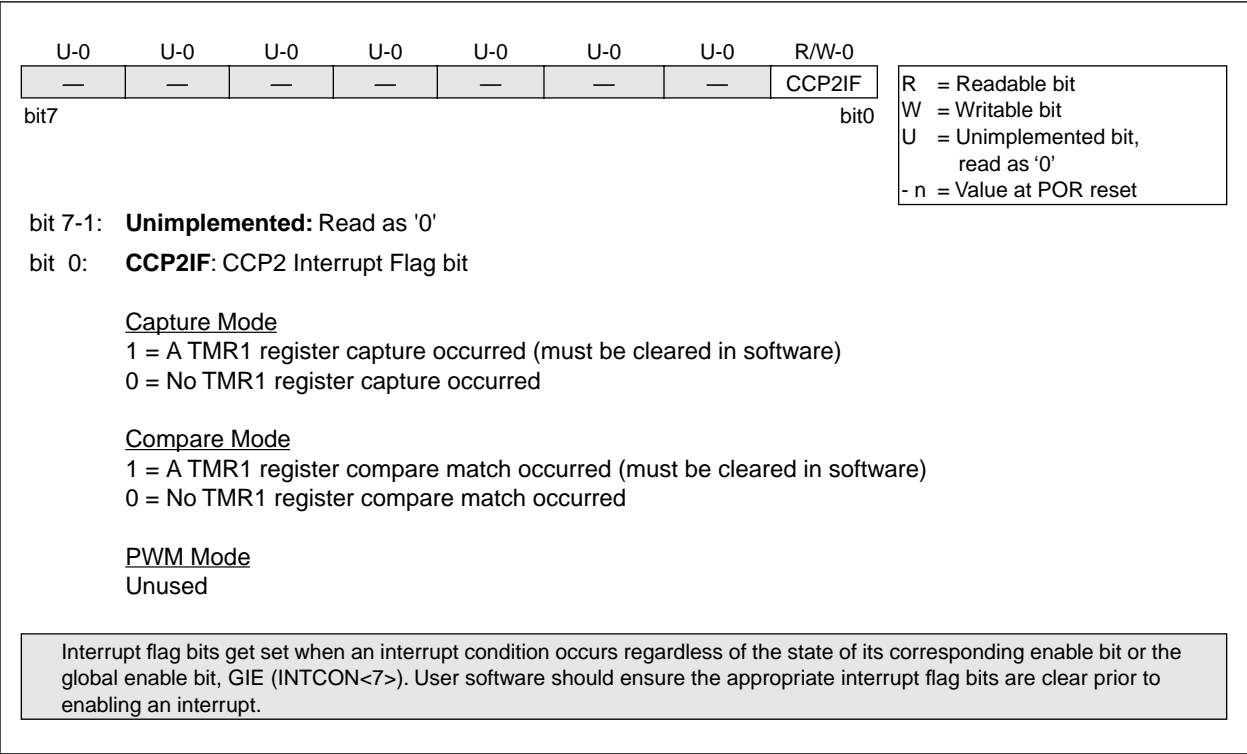 U-0 U-0 U-0 U-0 U-0 U-0 U-0 R/W-0
— — — — — — — CCP2IF
bit7 bit0
R = Readable bit
W = Writable bit
U = Unimplemented bit,
read as ‘0’
- n = Value at POR reset
bit 7-1: Unimplemented: Read as '0'
bit 0: CCP2IF: CCP2 Interrupt Flag bit
Capture Mode
1 = A TMR1 register capture occurred (must be cleared in software)
0 = No TMR1 register capture occurred
Compare Mode
1 = A TMR1 register compare match occurred (must be cleared in software)
0 = No TMR1 register compare match occurred
PWM Mode
Unused
Interrupt flag bits get set when an interrupt condition occurs regardless of the state of its corresponding enable bit or the
global enable bit, GIE (INTCON<7>). User software should ensure the appropriate interrupt flag bits are clear prior to
enabling an interrupt.